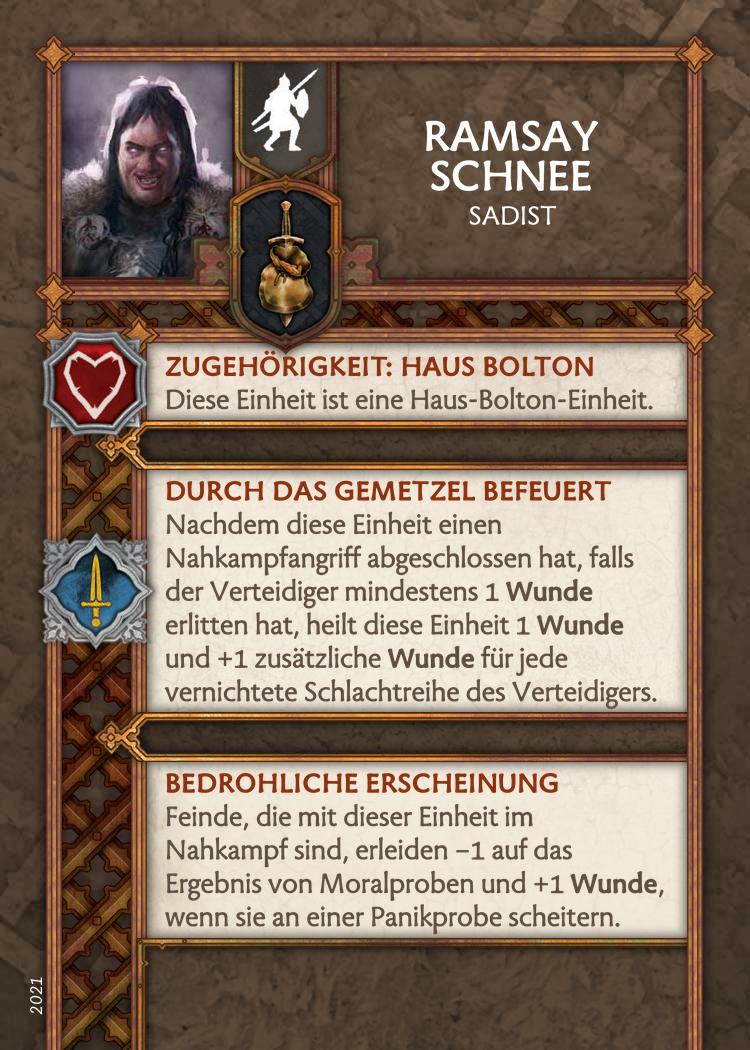 RAMSAY
SCHNEE
SADIST
ZUGEHÖRIGKEIT: HAUS BOLTON
Diese Einheit ist eine Haus-Bolton-Einheit.
DURCH DAS GEMETZEL BEFEUERT
Nachdem diese Einheit einen
Nahkampfangriff abgeschlossen hat, falls
der Verteidiger mindestens 1 Wunde
erlitten hat, heilt diese Einheit 1 Wunde
und +1 zusätzliche Wunde für jede
vernichtete Schlachtreihe des Verteidigers.
BEDROHLICHE ERSCHEINUNG
Feinde, die mit dieser Einheit im
Nahkampf sind, erleiden −1 auf das
Ergebnis von Moralproben und +1 Wunde,
wenn sie an einer Panikprobe scheitern.
2021